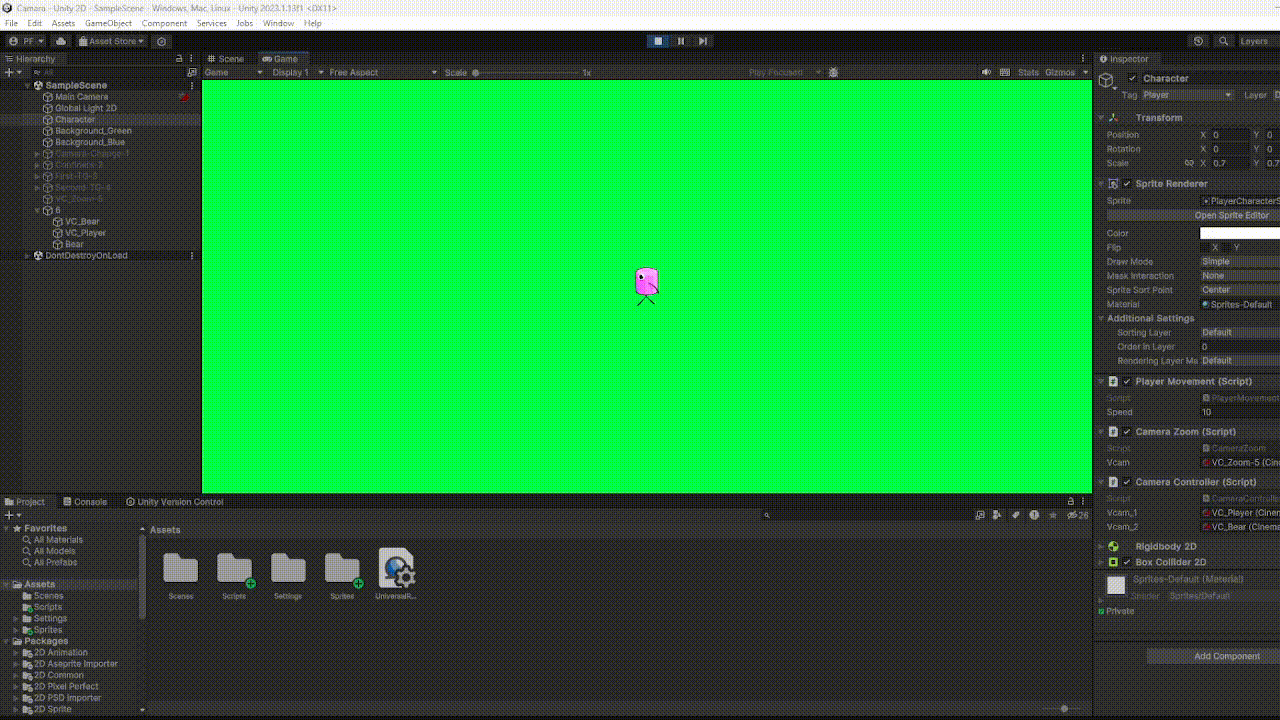 Camera - Unity 2D - SampleScene - Windows, Mac, Linux - Unity 2023.1.13f1 <DX11>
File Edit Assets GameObject Component Services Jobs Window Help
PF Asset Store Layers
Hierarchy Scene Game Inspector
All Game Display 1 Free Aspect Scale 1x Play Focused Stats Gizmos
SampleScene
Main Camera
Global Light 2D
Character
Background_Green
Background_Blue
Camera-Change-1
Confiners-2
First-TG-3
Second-TG-4
VC_Zoom-5
6
VC_Bear
VC_Player
Bear
DontDestroyOnLoad
Character
Tag Player Layer D
Transform
Position X 0 Y 0
Rotation X 0 Y 0
Scale X 0.7 Y 0.7
Sprite Renderer
Sprite PlayerCharacterS
Open Sprite Editor
Color
Flip X Y
Draw Mode Simple
Mask Interaction None
Sprite Sort Point Center
Material Sprites-Default
Additional Settings
Sorting Layer Default
Order in Layer 0
Rendering Layer Ma Default
Player Movement (Script)
Script PlayerMovement
Speed 10
Camera Zoom (Script)
Script CameraZoom
Vcam VC_Zoom-5 (Cine
Camera Controller (Script)
Script CameraControlle
Vcam_1 VC_Player (Cinem
Vcam_2 VC_Bear (Cinema
Rigidbody 2D
Box Collider 2D
Sprites-Default (Material)
Shader Sprites/Default
Private
Add Component
Project Console Unity Version Control
26
Favorites
All Materials
All Models
All Prefabs
Assets
Scenes
Scripts
Settings
Sprites
Packages
2D Animation
2D Aseprite Importer
2D Common
2D Pixel Perfect
2D PSD Importer
2D Sprite
Assets
Scenes Scripts Settings Sprites UniversalR...